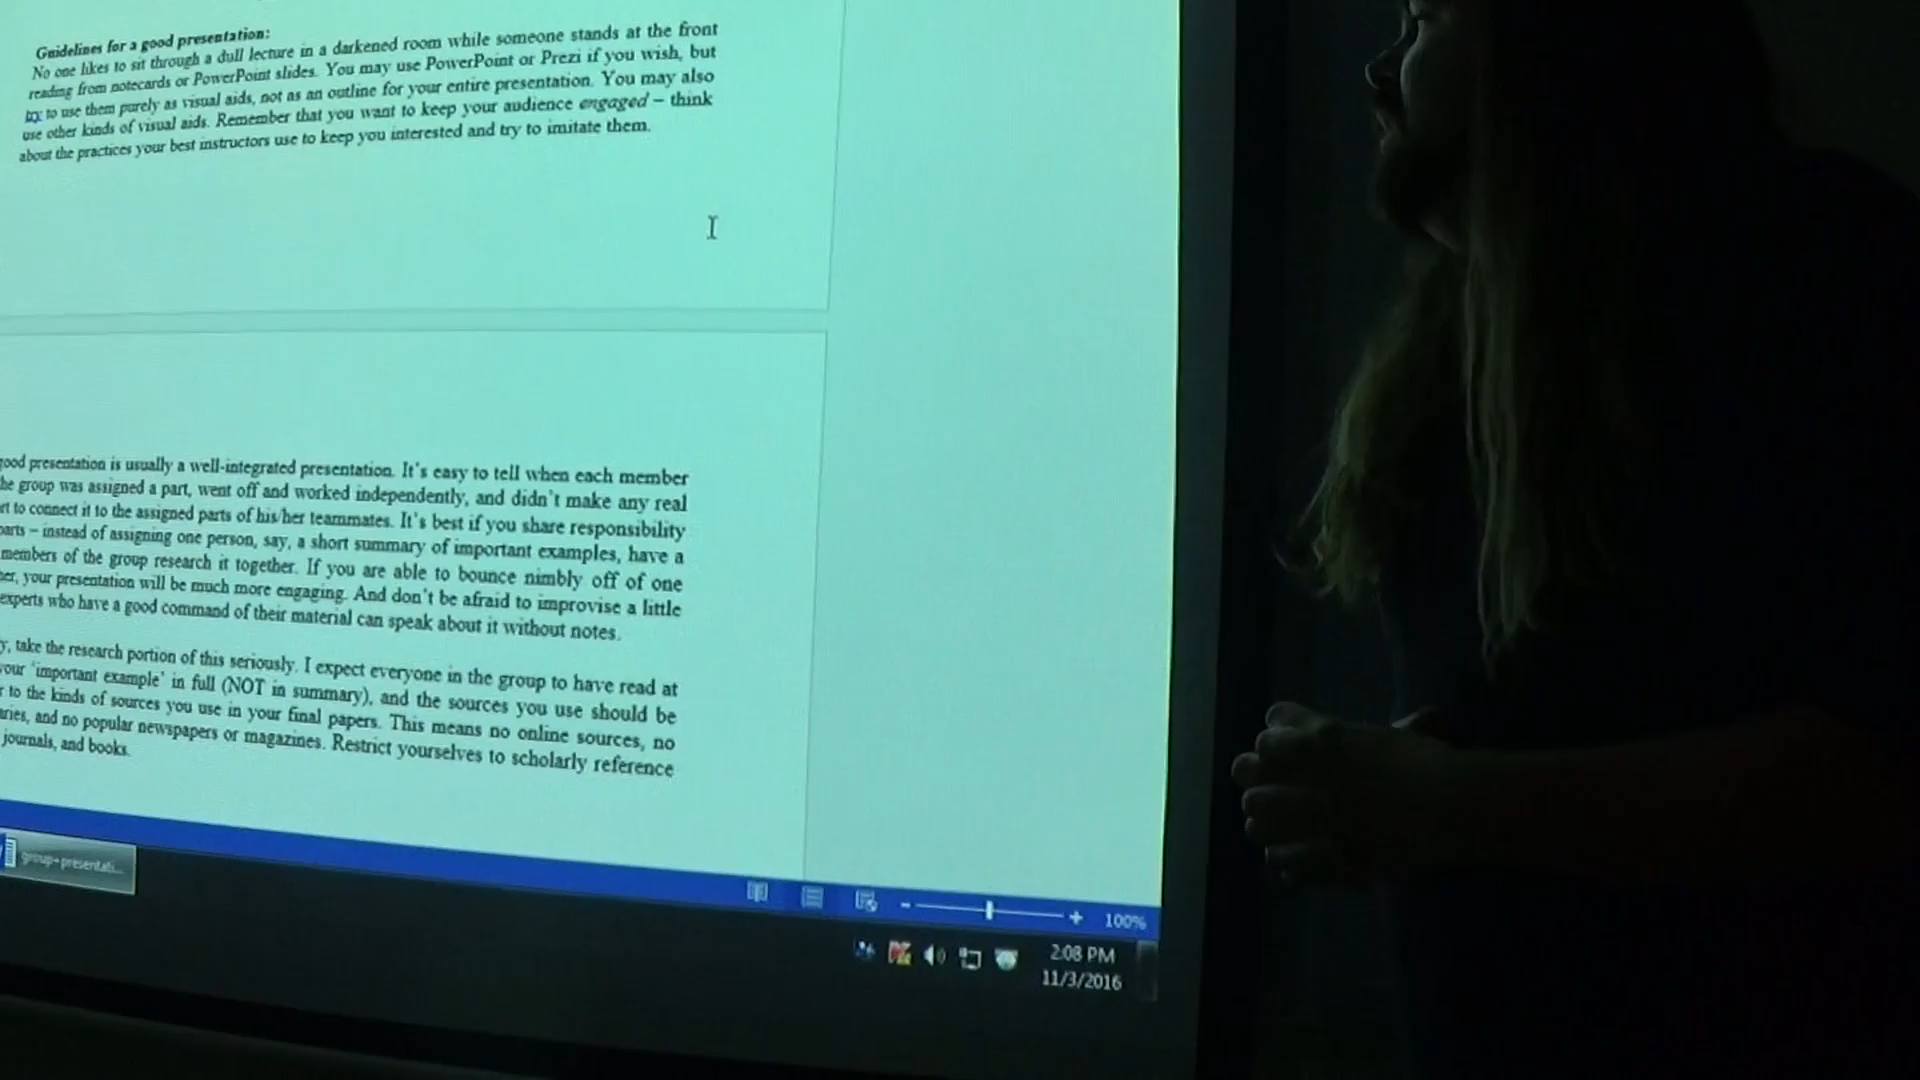 Guidelines for a good presentation:
No one likes to sit through a dull lecture in a darkened room while someone stands at the front
reading from notecards or PowerPoint slides. You may use PowerPoint or Prezi if you wish, but
try to use them purely as visual aids, not as an outline for your entire presentation. You may also
use other kinds of visual aids. Remember that you want to keep your audience engaged – think
about the practices your best instructors use to keep you interested and try to imitate them.
good presentation is usually a well-integrated presentation. It's easy to tell when each member
he group was assigned a part, went off and worked independently, and didn't make any real
rt to connect it to the assigned parts of his/her teammates. It's best if you share responsibility
parts – instead of assigning one person, say, a short summary of important examples, have a
members of the group research it together. If you are able to bounce nimbly off of one
her, your presentation will be much more engaging. And don't be afraid to improvise a little
experts who have a good command of their material can speak about it without notes.
y, take the research portion of this seriously. I expect everyone in the group to have read at
your 'important example' in full (NOT in summary), and the sources you use should be
r to the kinds of sources you use in your final papers. This means no online sources, no
aries, and no popular newspapers or magazines. Restrict yourselves to scholarly reference
journals, and books.
group+presentati...
100%
2:08 PM
11/3/2016